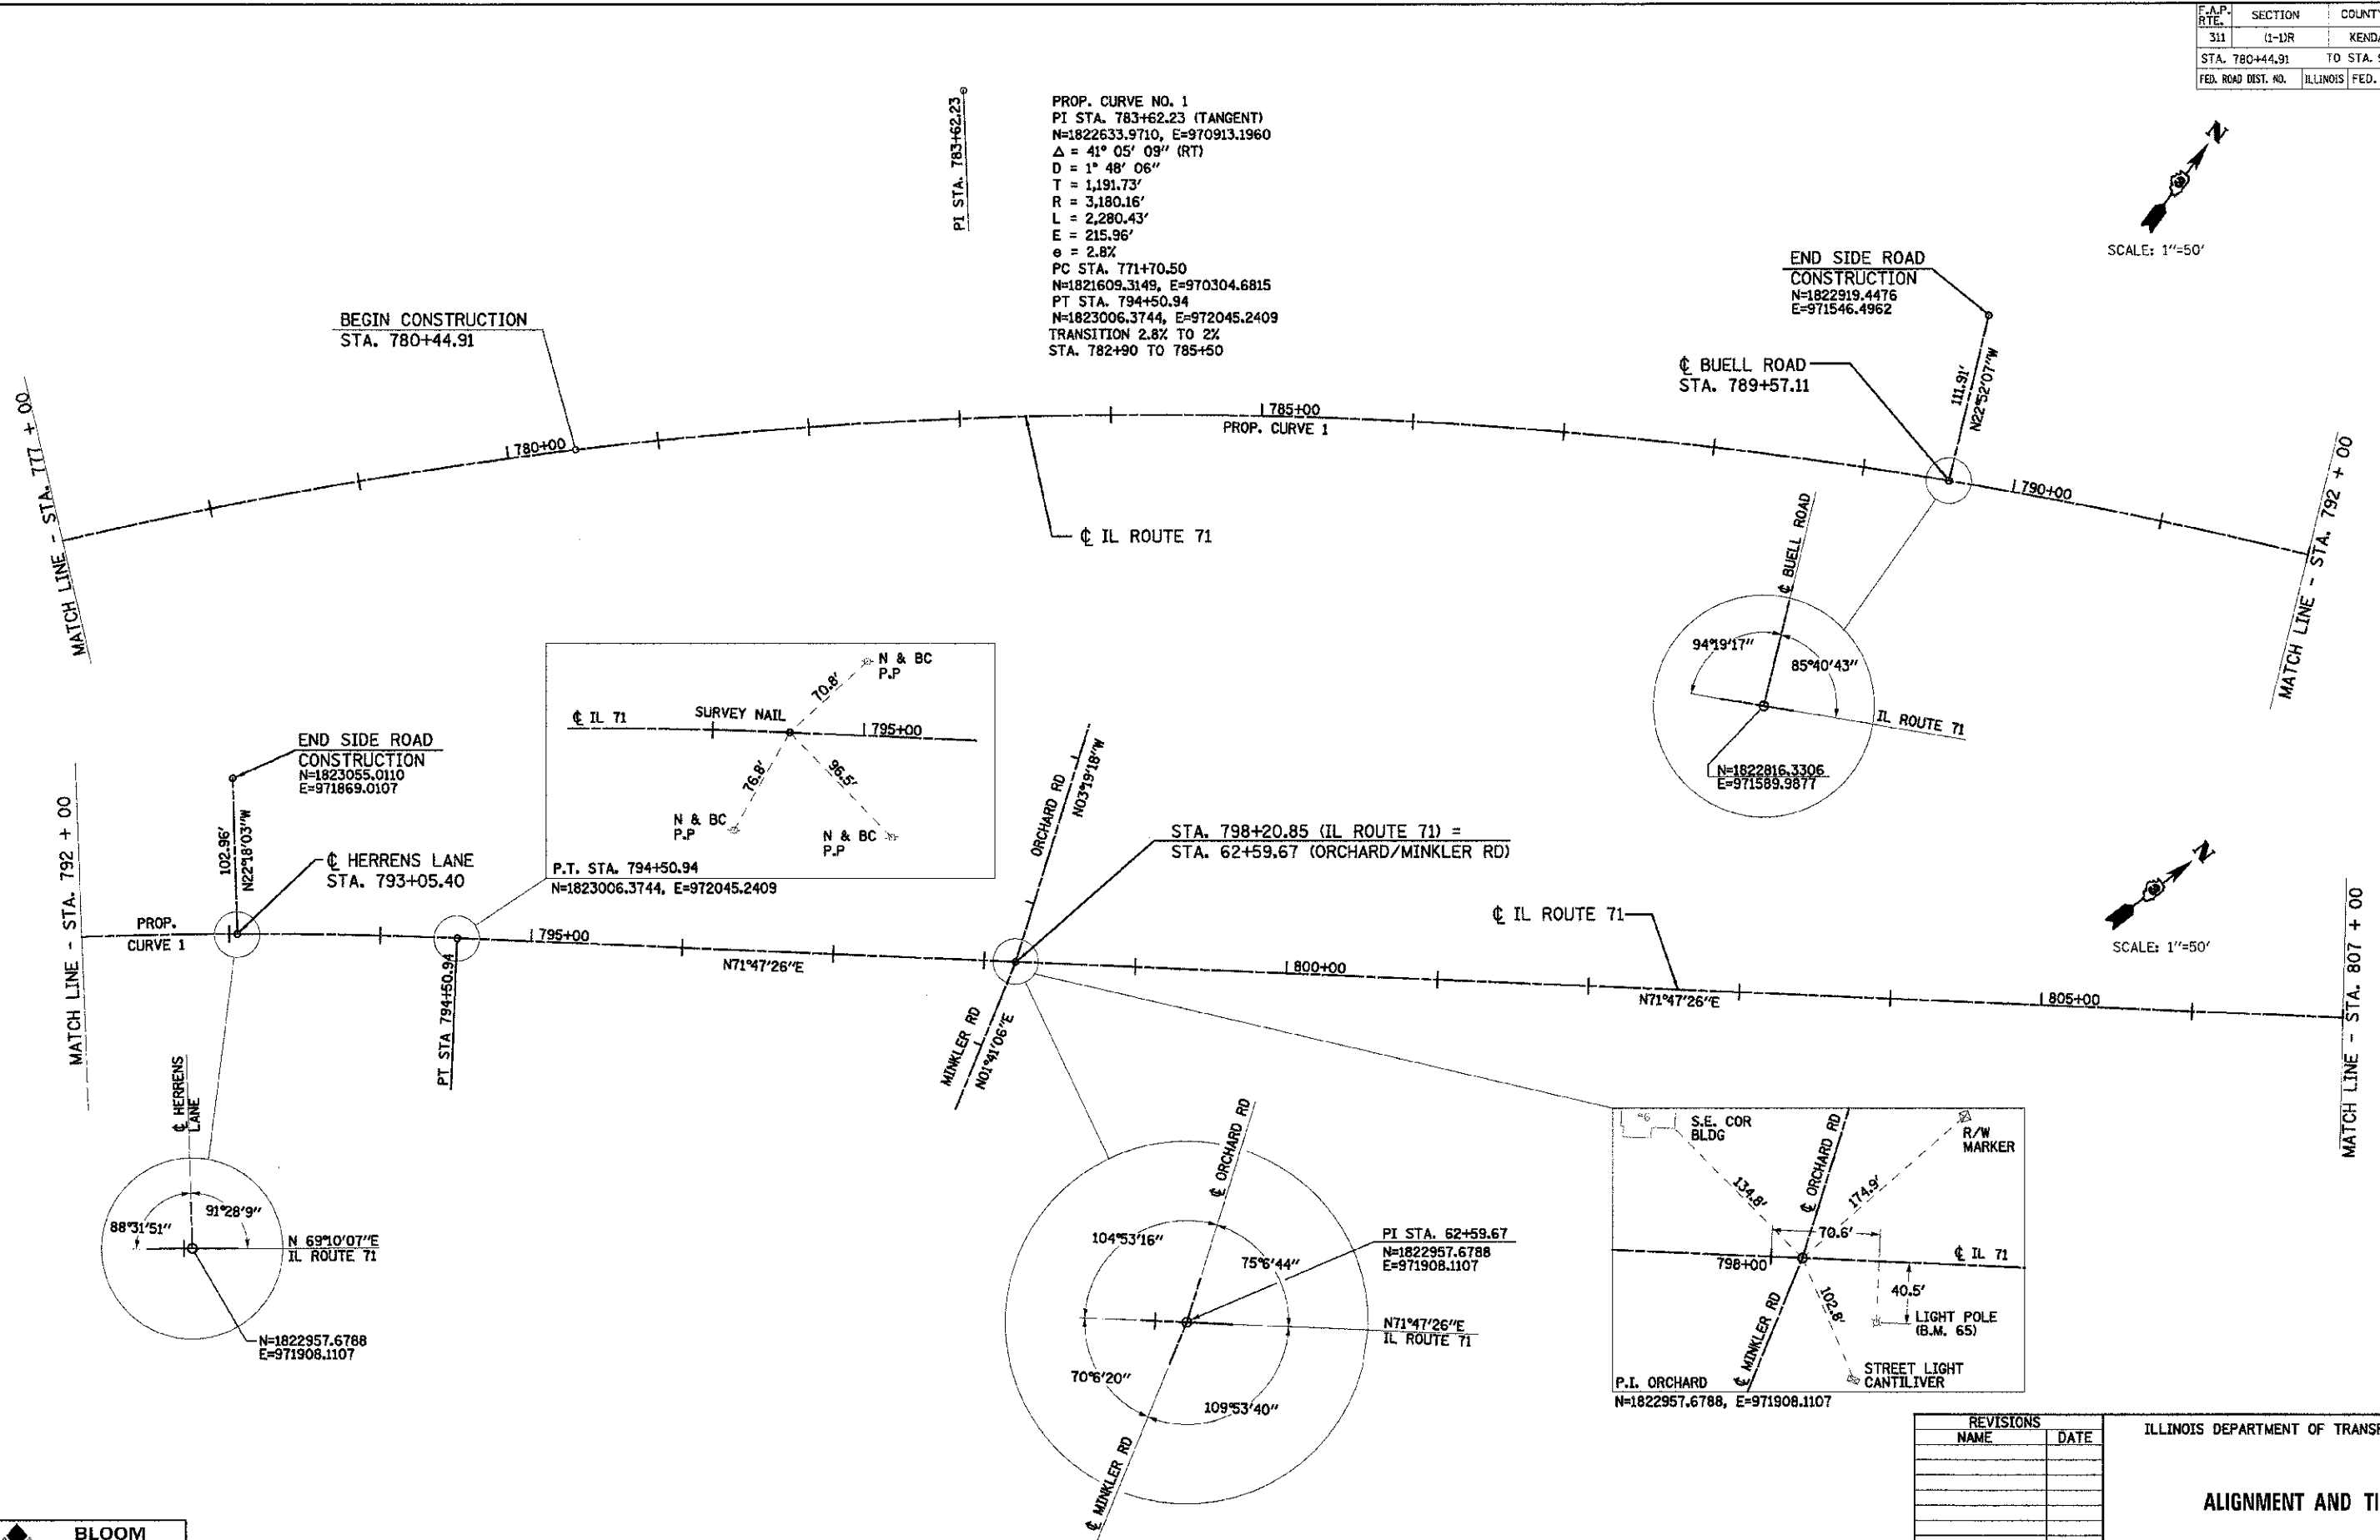 F.A.P. RTE. SECTION COUNTY
311 (1-1)R KENDA
STA. 780+44.91 TO STA.
FED. ROAD DIST. NO. ILLINOIS FED.
PI STA. 783+62.23
PROP. CURVE NO. 1
PI STA. 783+62.23 (TANGENT)
N=1822633.9710, E=970913.1960
Δ = 41° 05' 09" (RT)
D = 1° 48' 06"
T = 1,191.73'
R = 3,180.16'
L = 2,280.43'
E = 215.96'
e = 2.8%
PC STA. 771+70.50
N=1821609.3149, E=970304.6815
PT STA. 794+50.94
N=1823006.3744, E=972045.2409
TRANSITION 2.8% TO 2%
STA. 782+90 TO 785+50
N
SCALE: 1"=50'
BEGIN CONSTRUCTION
STA. 780+44.91
END SIDE ROAD
CONSTRUCTION
N=1822919.4476
E=971546.4962
℄ BUELL ROAD
STA. 789+57.11
111.91'
N22°52'07"W
MATCH LINE - STA. 777 + 00
780+00
785+00
PROP. CURVE 1
790+00
MATCH LINE - STA. 792 + 00
℄ IL ROUTE 71
℄ BUELL ROAD
94°19'17"
85°40'43"
IL ROUTE 71
N=1822816.3306
E=971589.9877
℄ IL 71
SURVEY NAIL
795+00
70.8'
N & BC
P.P
76.8'
96.5'
N & BC
P.P
N & BC
P.P
P.T. STA. 794+50.94
N=1823006.3744, E=972045.2409
END SIDE ROAD
CONSTRUCTION
N=1823055.0110
E=971869.0107
102.96'
N22°18'03"W
℄ HERRENS LANE
STA. 793+05.40
MATCH LINE - STA. 792 + 00
PROP.
CURVE 1
PT STA 794+50.94
795+00
N71°47'26"E
ORCHARD RD
N03°19'18"W
MINKLER RD
N01°41'06"E
STA. 798+20.85 (IL ROUTE 71) =
STA. 62+59.67 (ORCHARD/MINKLER RD)
℄ IL ROUTE 71
800+00
N71°47'26"E
805+00
N
SCALE: 1"=50'
MATCH LINE - STA. 807 + 00
℄ HERRENS
LANE
88°31'51"
91°28'9"
N 69°10'07"E
IL ROUTE 71
N=1822957.6788
E=971908.1107
℄ ORCHARD RD
104°53'16"
75°6'44"
PI STA. 62+59.67
N=1822957.6788
E=971908.1107
N71°47'26"E
IL ROUTE 71
70°6'20"
109°53'40"
℄ MINKLER RD
S.E. COR
BLDG
R/W
MARKER
134.8'
℄ ORCHARD RD
174.9'
70.6'
798+00
℄ IL 71
40.5'
102.8'
LIGHT POLE
(B.M. 65)
℄ MINKLER RD
STREET LIGHT
CANTILIVER
P.I. ORCHARD
N=1822957.6788, E=971908.1107
REVISIONS
NAME DATE
ILLINOIS DEPARTMENT OF TRANSP
ALIGNMENT AND TI
BLOOM